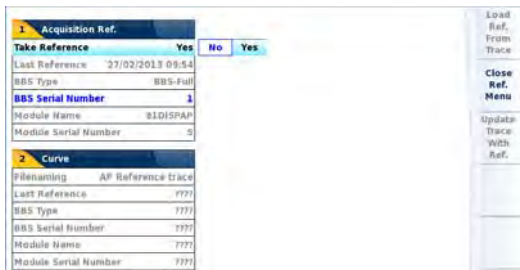 1 Acquisition Ref.
Take Reference Yes No Yes
Last Reference 27/02/2013 09:54
BBS Type BBS-Full
BBS Serial Number 1
Module Name 81DISPAP
Module Serial Number 5
2 Curve
Filenaming AP Reference trace
Last Reference ????
BBS Type ????
BBS Serial Number ????
Module Name ????
Module Serial Number ????
Load
Ref.
From
Trace
Close
Ref.
Menu
Update
Trace
With
Ref.